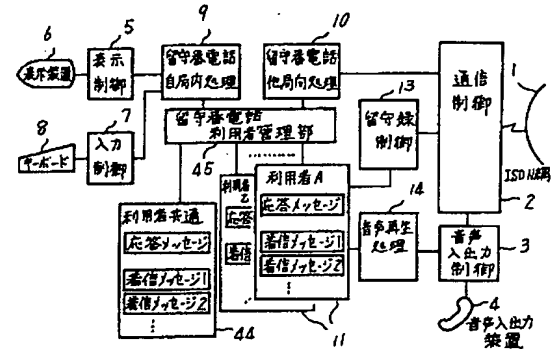 9
10
6
5
表示装置
表示
制御
留守番電話
自局内処理
留守番電話
他局向処理
通信
制御
1
ISDN網
2
8
キーボード
7
入力
制御
留守番電話
利用者管理部
45
13
留守録
制御
利用者共通
応答メッセージ
着信メッセージ1
着信メッセージ2
⋮
44
利用者Z
応答
着信
利用者A
応答メッセージ
着信メッセージ1
着信メッセージ2
⋮
11
14
音声再生
処理
音声
入出力
制御
3
4
音声入出力
装置